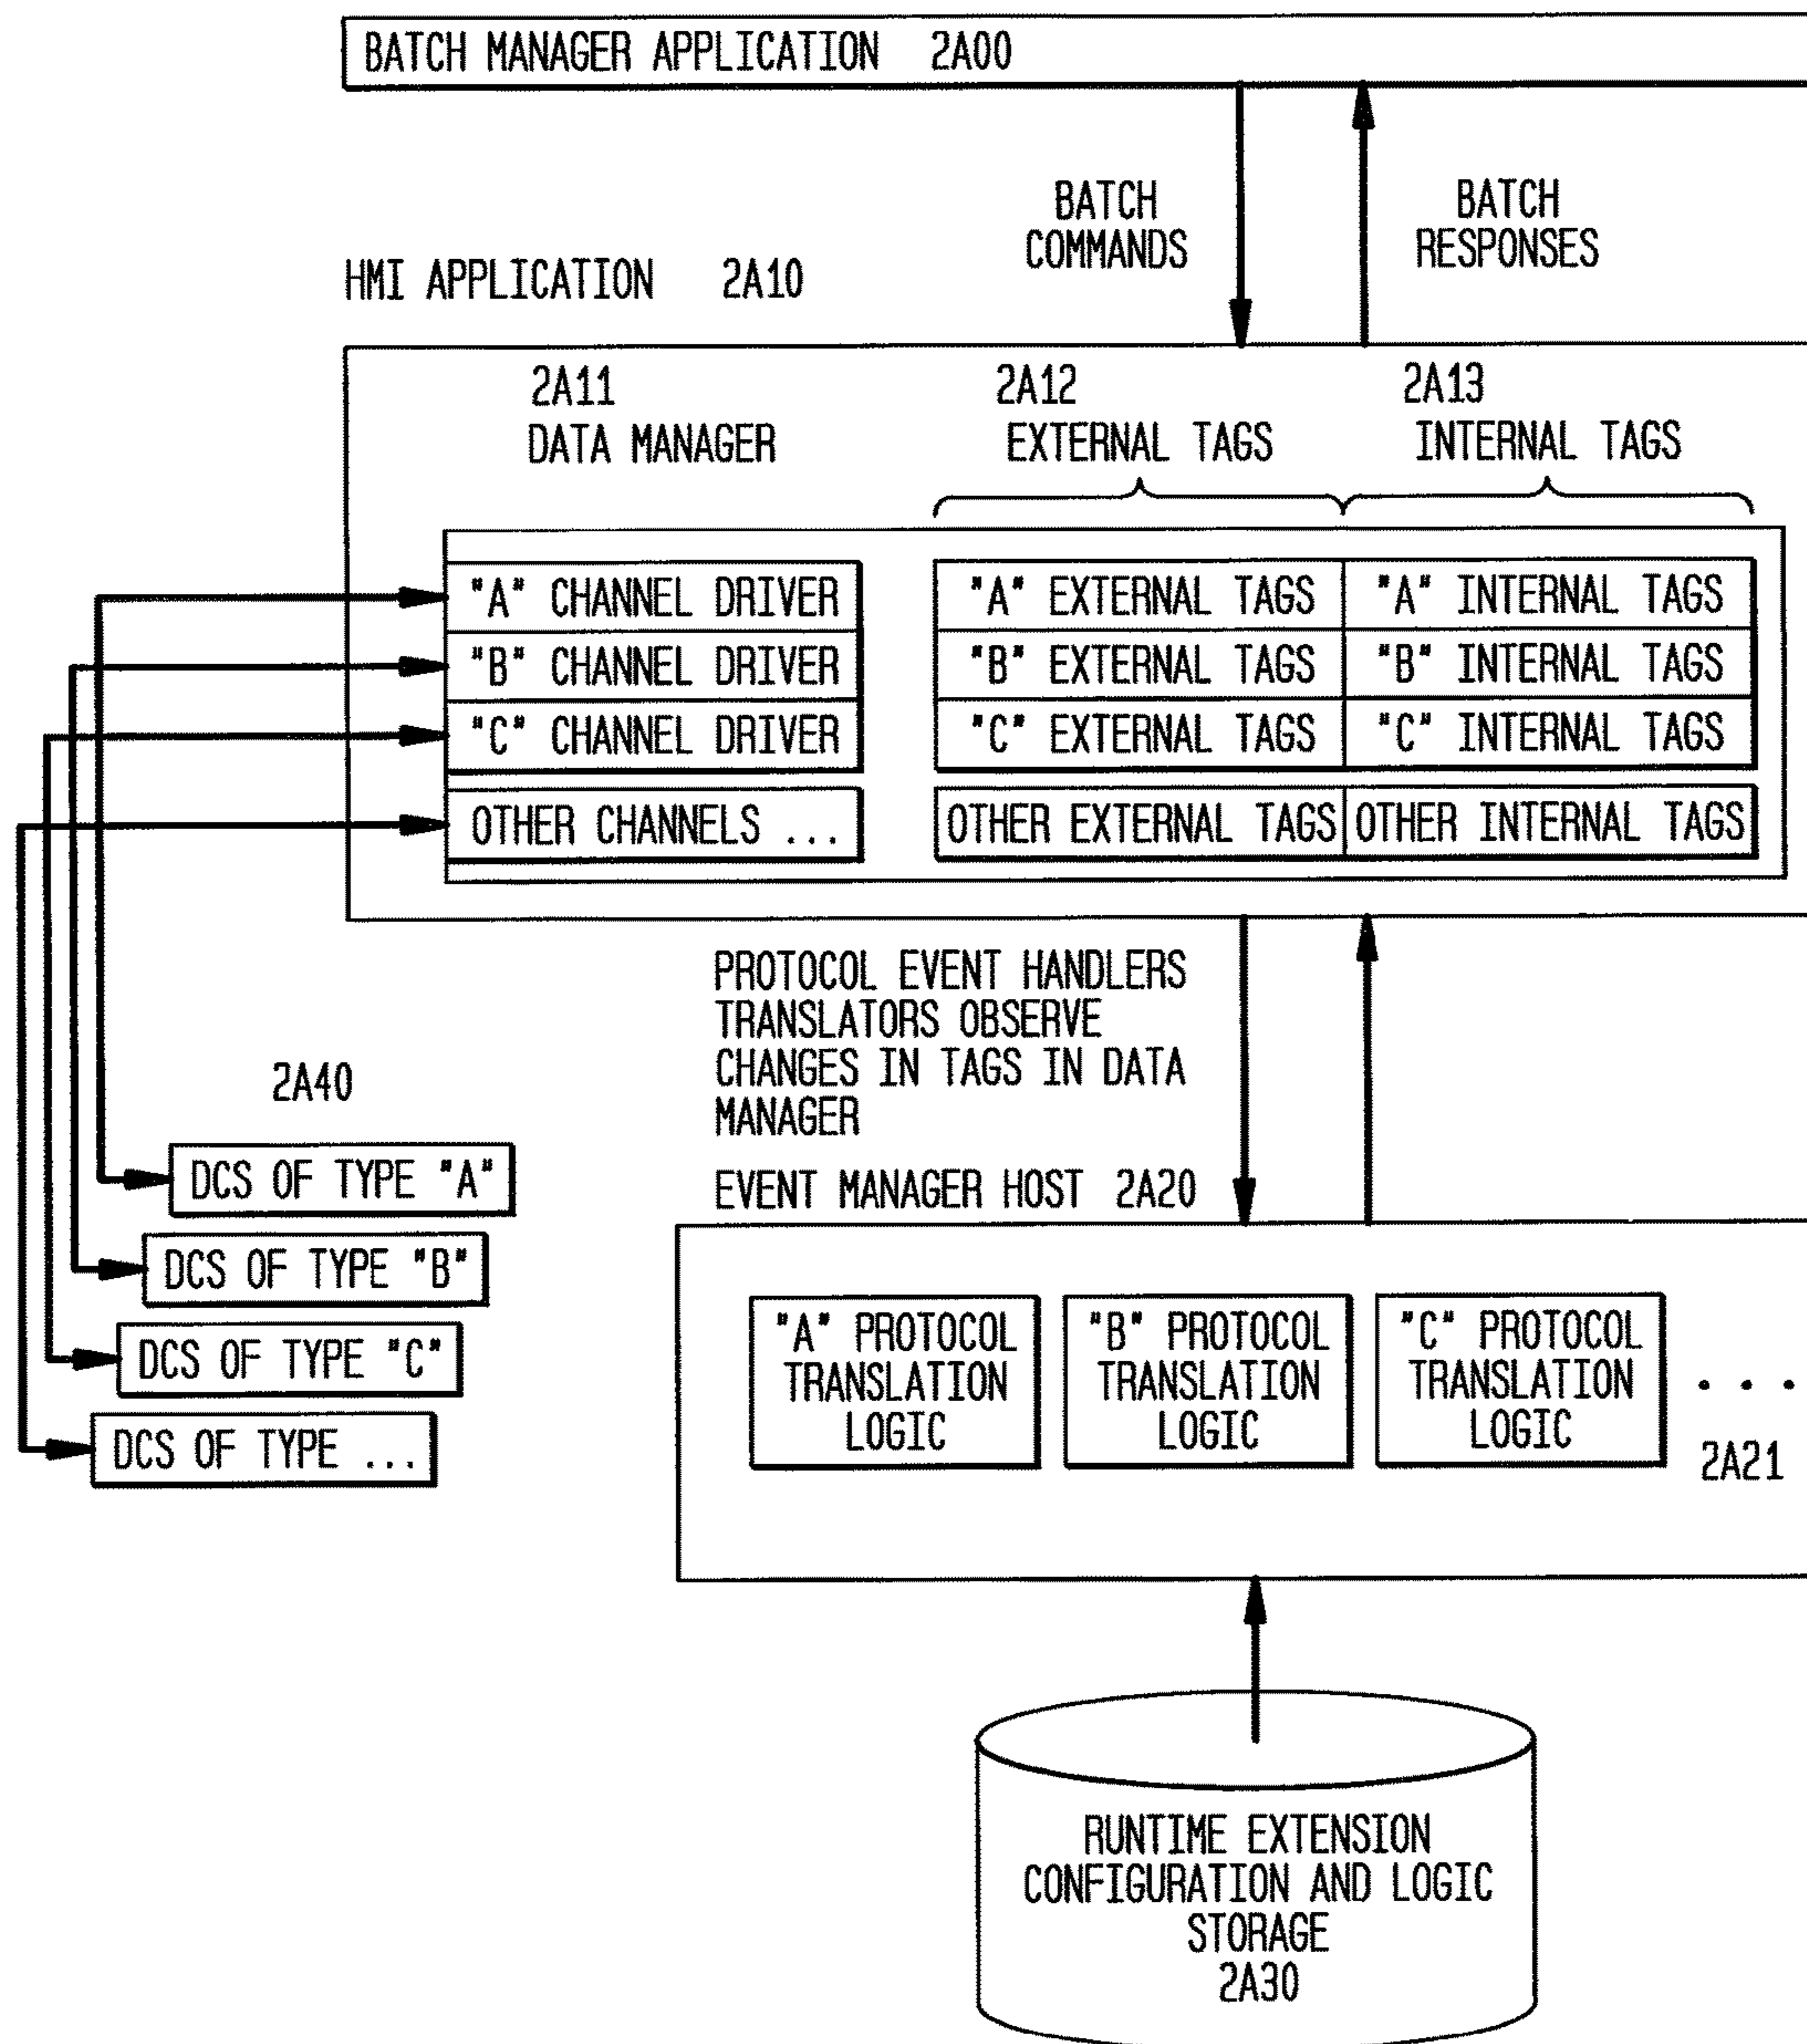 BATCH MANAGER APPLICATION 2A00
BATCH
COMMANDS
BATCH
RESPONSES
HMI APPLICATION 2A10
2A11
DATA MANAGER
2A12
EXTERNAL TAGS
2A13
INTERNAL TAGS
"A" CHANNEL DRIVER
"A" EXTERNAL TAGS
"A" INTERNAL TAGS
"B" CHANNEL DRIVER
"B" EXTERNAL TAGS
"B" INTERNAL TAGS
"C" CHANNEL DRIVER
"C" EXTERNAL TAGS
"C" INTERNAL TAGS
OTHER CHANNELS ...
OTHER EXTERNAL TAGS
OTHER INTERNAL TAGS
PROTOCOL EVENT HANDLERS
TRANSLATORS OBSERVE
CHANGES IN TAGS IN DATA
MANAGER
2A40
DCS OF TYPE "A"
DCS OF TYPE "B"
DCS OF TYPE "C"
DCS OF TYPE ...
EVENT MANAGER HOST 2A20
"A" PROTOCOL
TRANSLATION
LOGIC
"B" PROTOCOL
TRANSLATION
LOGIC
"C" PROTOCOL
TRANSLATION
LOGIC
...
2A21
RUNTIME EXTENSION
CONFIGURATION AND LOGIC
STORAGE
2A30